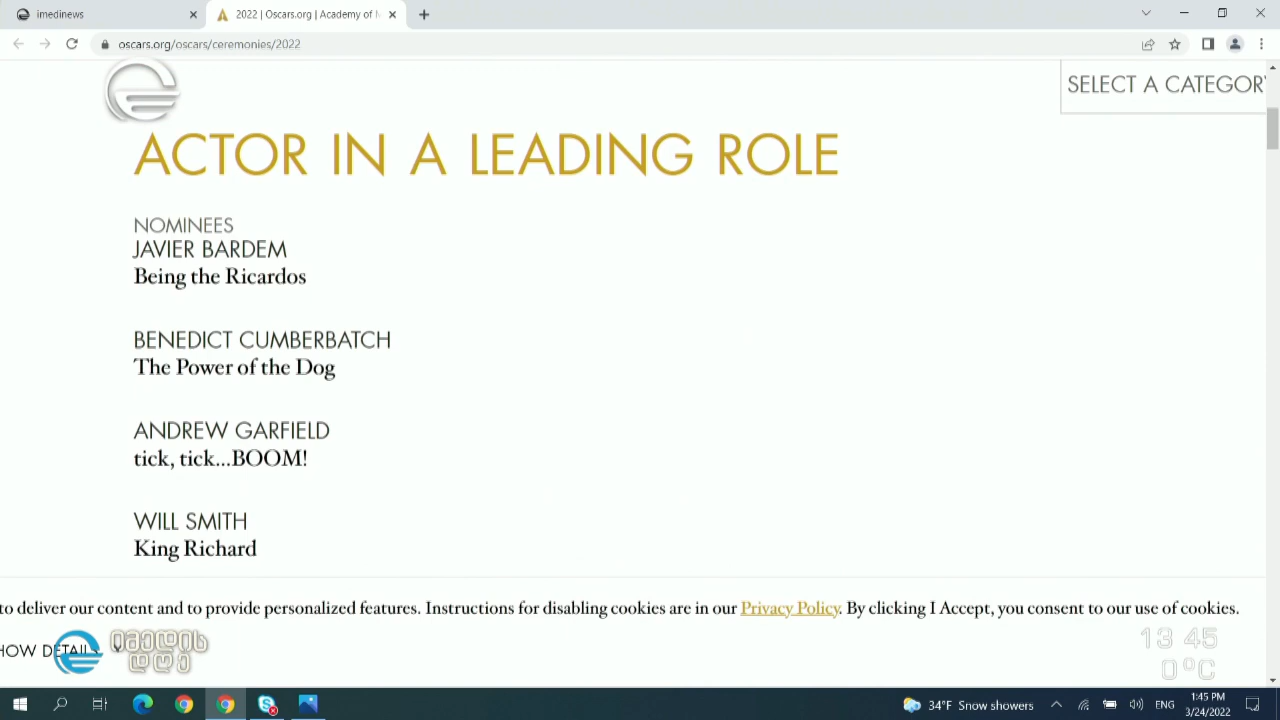 imedinews
2022 | Oscars.org | Academy of M
oscars.org/oscars/ceremonies/2022
SELECT A CATEGORY
ACTOR IN A LEADING ROLE
NOMINEES
JAVIER BARDEM
Being the Ricardos
BENEDICT CUMBERBATCH
The Power of the Dog
ANDREW GARFIELD
tick, tick...BOOM!
WILL SMITH
King Richard
to deliver our content and to provide personalized features. Instructions for disabling cookies are in our Privacy Policy. By clicking I Accept, you consent to our use of cookies.
HOW DETAILS
იმედის
დღე
13 45
0°C
34°F Snow showers
ENG
1:45 PM
3/24/2022